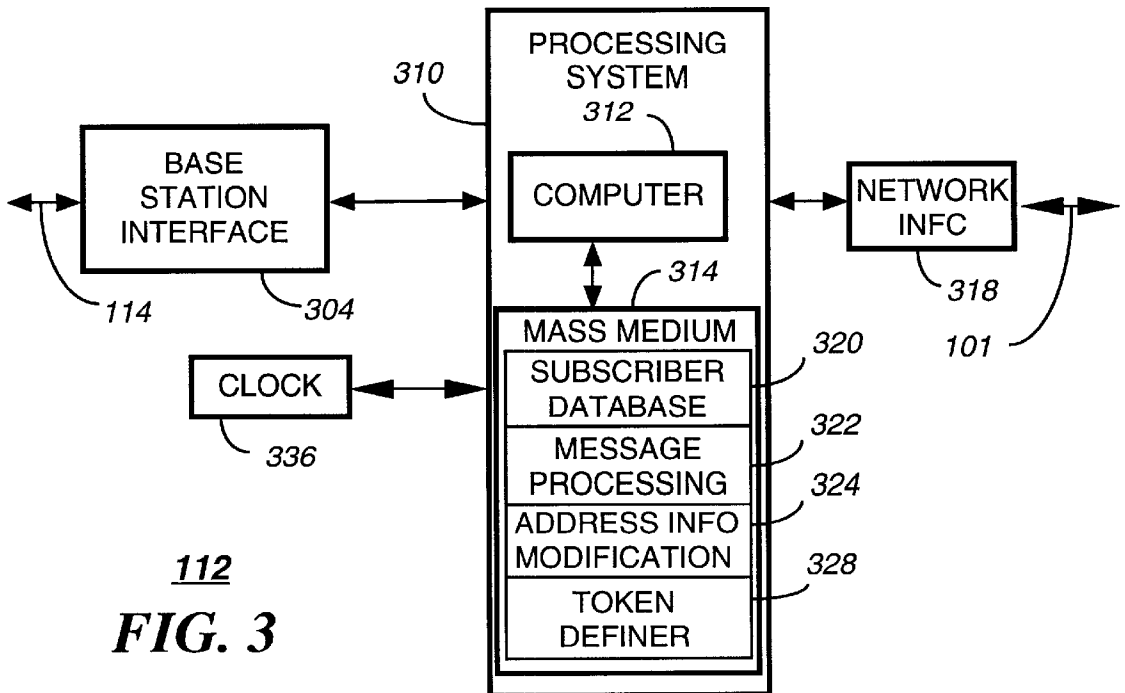 PROCESSING
SYSTEM
310
312
BASE
STATION
INTERFACE
COMPUTER
NETWORK
INFC
114
304
314
318
101
MASS MEDIUM
320
SUBSCRIBER
DATABASE
CLOCK
336
322
MESSAGE
PROCESSING
324
ADDRESS INFO
MODIFICATION
328
TOKEN
DEFINER
112
FIG. 3